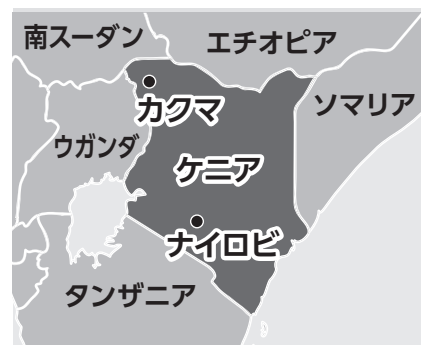 南スーダン
エチオピア
カクマ
ソマリア
ウガンダ
ケニア
ナイロビ
タンザニア